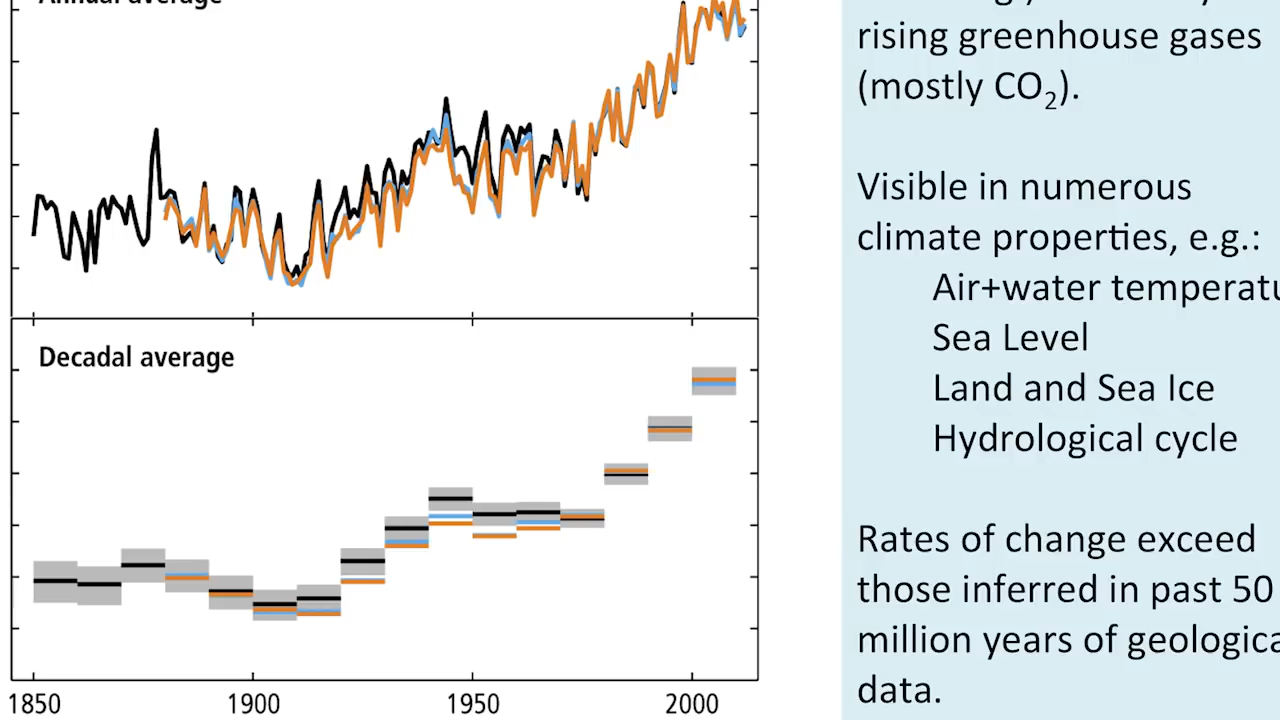 Annual average
rising greenhouse gases
(mostly CO₂).
Visible in numerous
climate properties, e.g.:
Air+water temperatu
Sea Level
Land and Sea Ice
Hydrological cycle
Rates of change exceed
those inferred in past 50
million years of geologica
data.
Decadal average
1850 1900 1950 2000